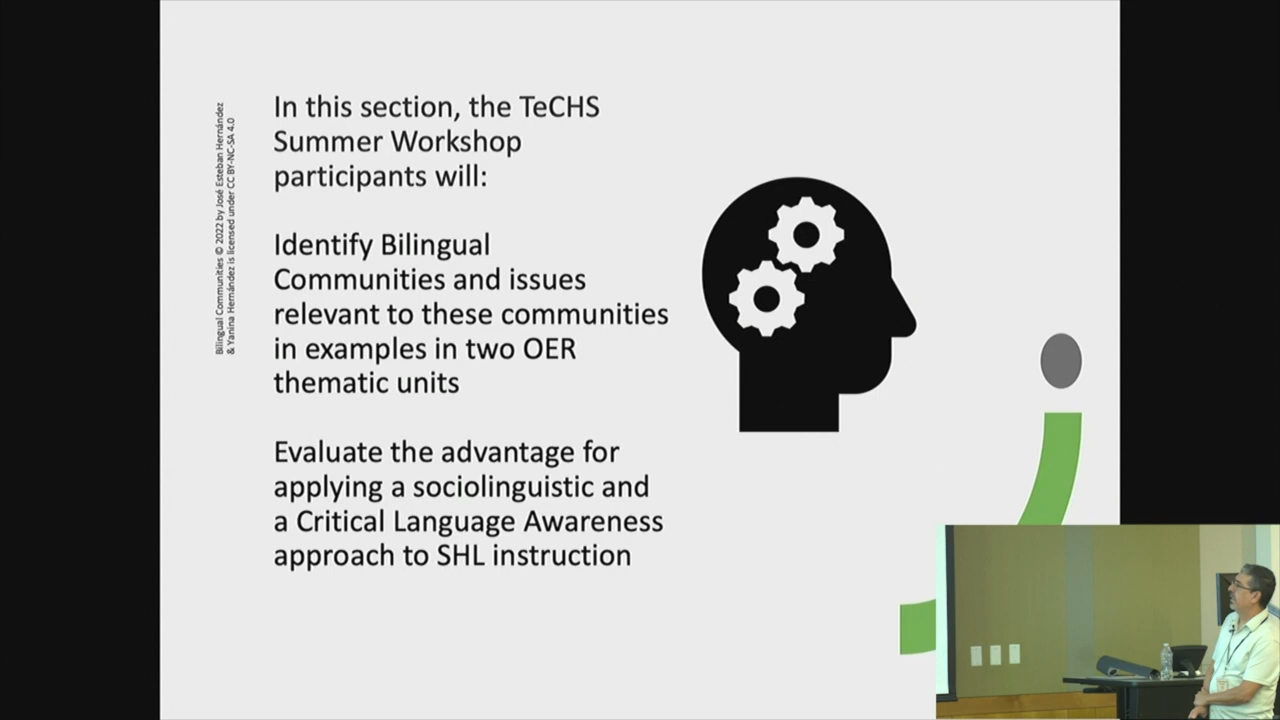 Bilingual Communities © 2022 by José Esteban Hernández
& Yanina Hernández is licensed under CC BY-NC-SA 4.0
In this section, the TeCHS
Summer Workshop
participants will:
Identify Bilingual
Communities and issues
relevant to these communities
in examples in two OER
thematic units
Evaluate the advantage for
applying a sociolinguistic and
a Critical Language Awareness
approach to SHL instruction